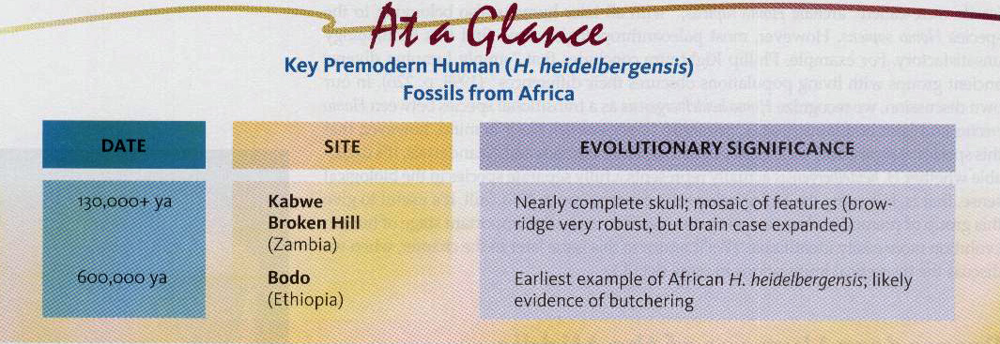 At a Glance
Key Premodern Human (H. heidelbergensis)
Fossils from Africa
DATE SITE EVOLUTIONARY SIGNIFICANCE
130,000+ ya Kabwe Nearly complete skull; mosaic of features (brow-
Broken Hill ridge very robust, but brain case expanded)
(Zambia)
600,000 ya Bodo Earliest example of African H. heidelbergensis; likely
(Ethiopia) evidence of butchering